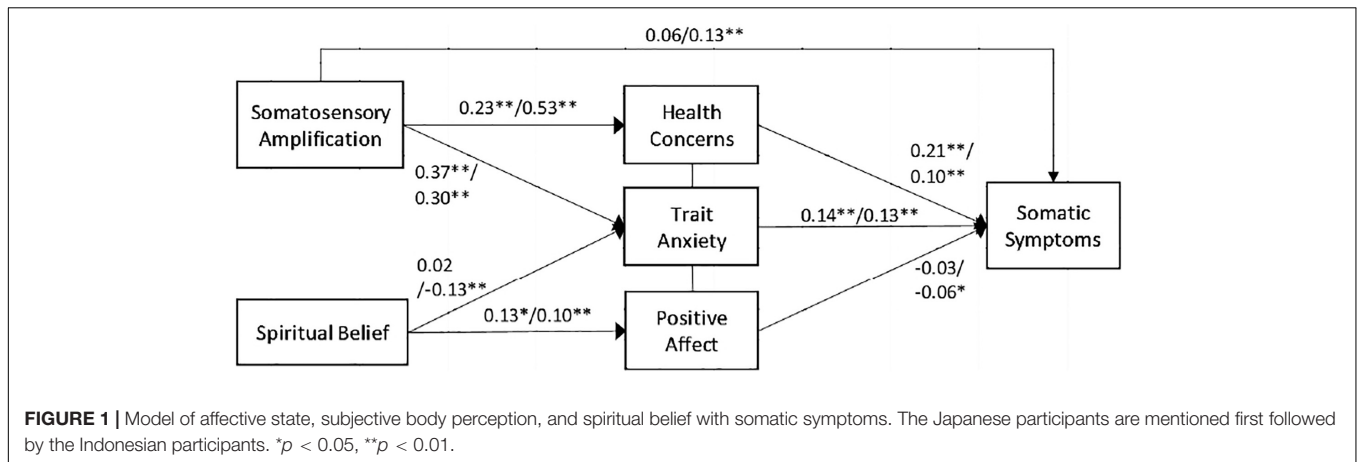 0.06/0.13**
Somatosensory
Amplification
0.23**/0.53**
Health
Concerns
0.37**/
0.30**
0.21**/
0.10**
Trait
Anxiety
0.14**/0.13**
Somatic
Symptoms
0.02
/-0.13**
-0.03/
-0.06*
Spiritual Belief
0.13*/0.10**
Positive
Affect
FIGURE 1 | Model of affective state, subjective body perception, and spiritual belief with somatic symptoms. The Japanese participants are mentioned first followed
by the Indonesian participants. *p < 0.05, **p < 0.01.